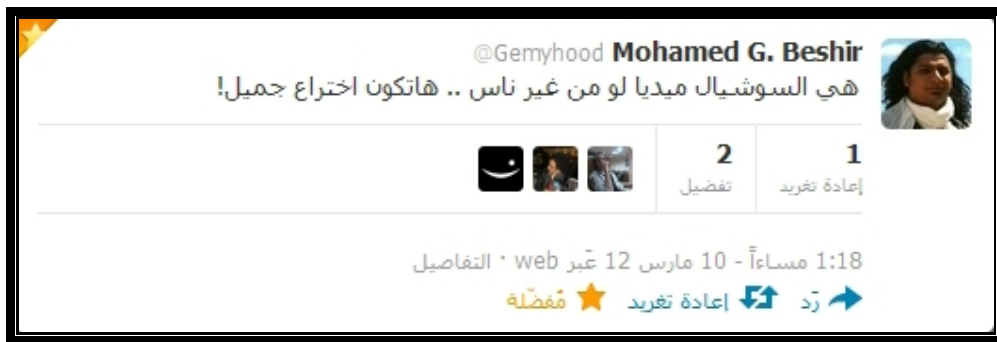 Mohamed G. Beshir @Gemyhood
هي السوشيال ميديا لو من غير ناس .. هاتكون اختراع جميل!
1 2
إعادة تغريد تفضيل
1:18 مساءاً - 10 مارس 12 عَبر web · التفاصيل
رَد إعادة تغريد مُفضّلة